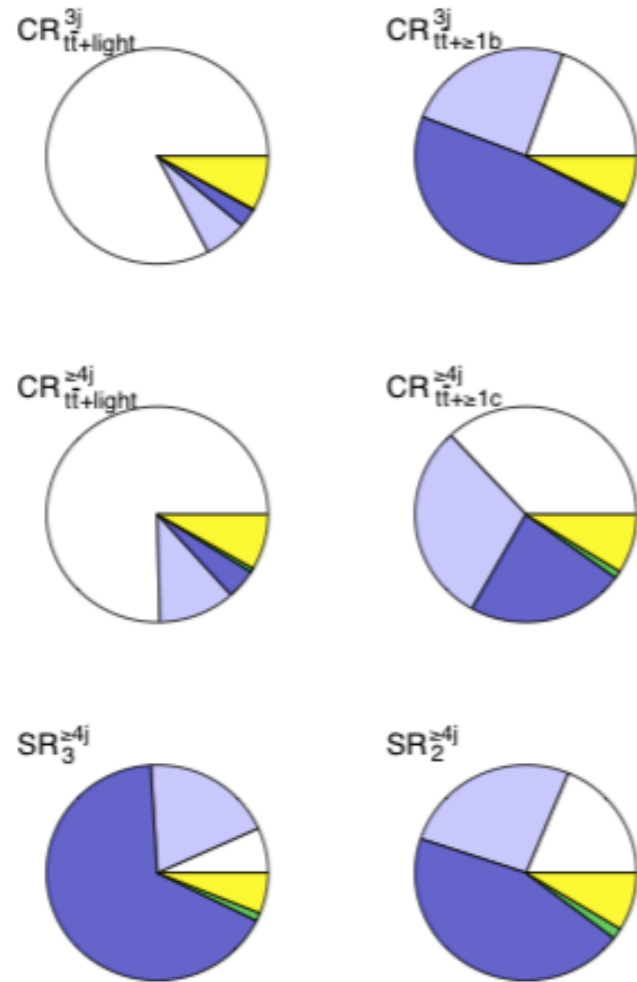 CR 3j tt̄+light
CR 3j tt̄+≥1b
CR ≥4j tt̄+light
CR ≥4j tt̄+≥1c
SR ≥4j 3
SR ≥4j 2